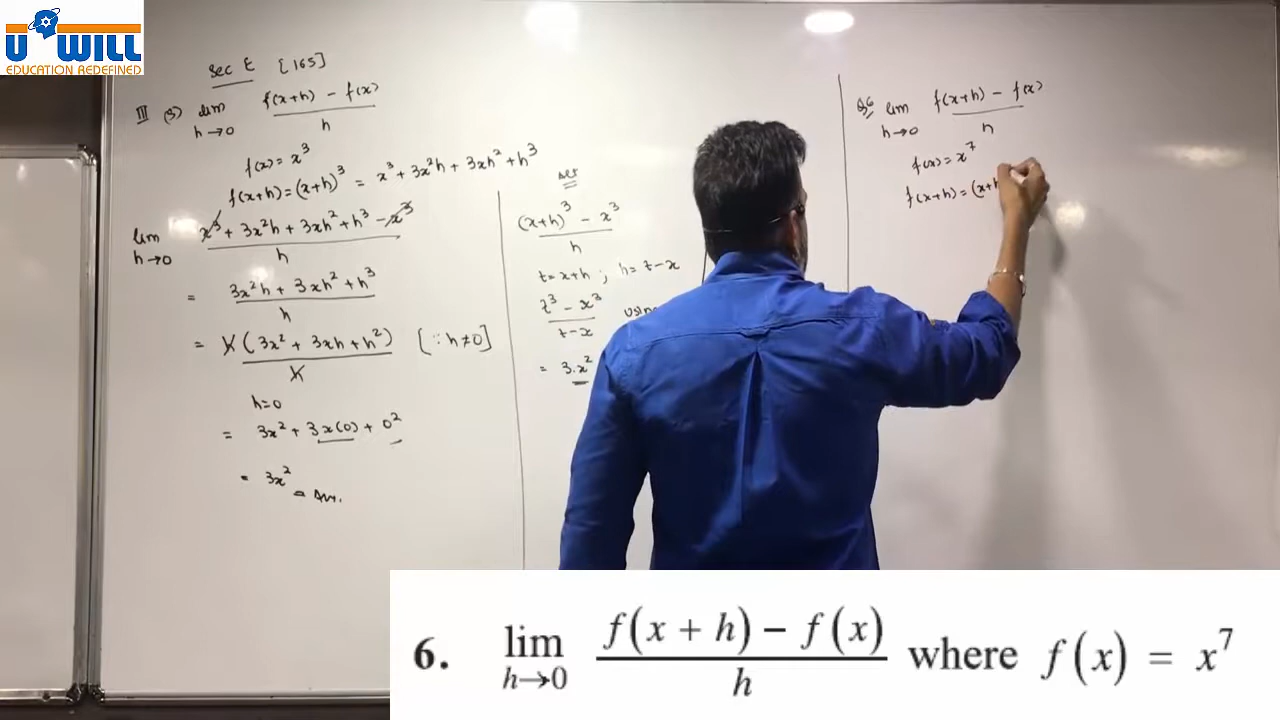 U WILL
EDUCATION REDEFINED
Sec E [165]
III (5) lim h→0 f(x+h) − f(x) / h
f(x) = x³
f(x+h) = (x+h)³ = x³ + 3x²h + 3xh² + h³
lim h→0 x³ + 3x²h + 3xh² + h³ − x³ / h
= 3x²h + 3xh² + h³ / h
= h(3x² + 3xh + h²) / h [∵ h≠0]
h=0
= 3x² + 3x(0) + 0²
= 3x²
= Ans.
(x+h)³ − x³ / h
t = x+h ; h = t−x
t³ − x³ / t−x using
= 3·x²
Q6 lim h→0 f(x+h) − f(x) / h
f(x) = x⁷
f(x+h) = (x+h
6. lim h→0 f(x + h) − f(x) / h where f(x) = x⁷